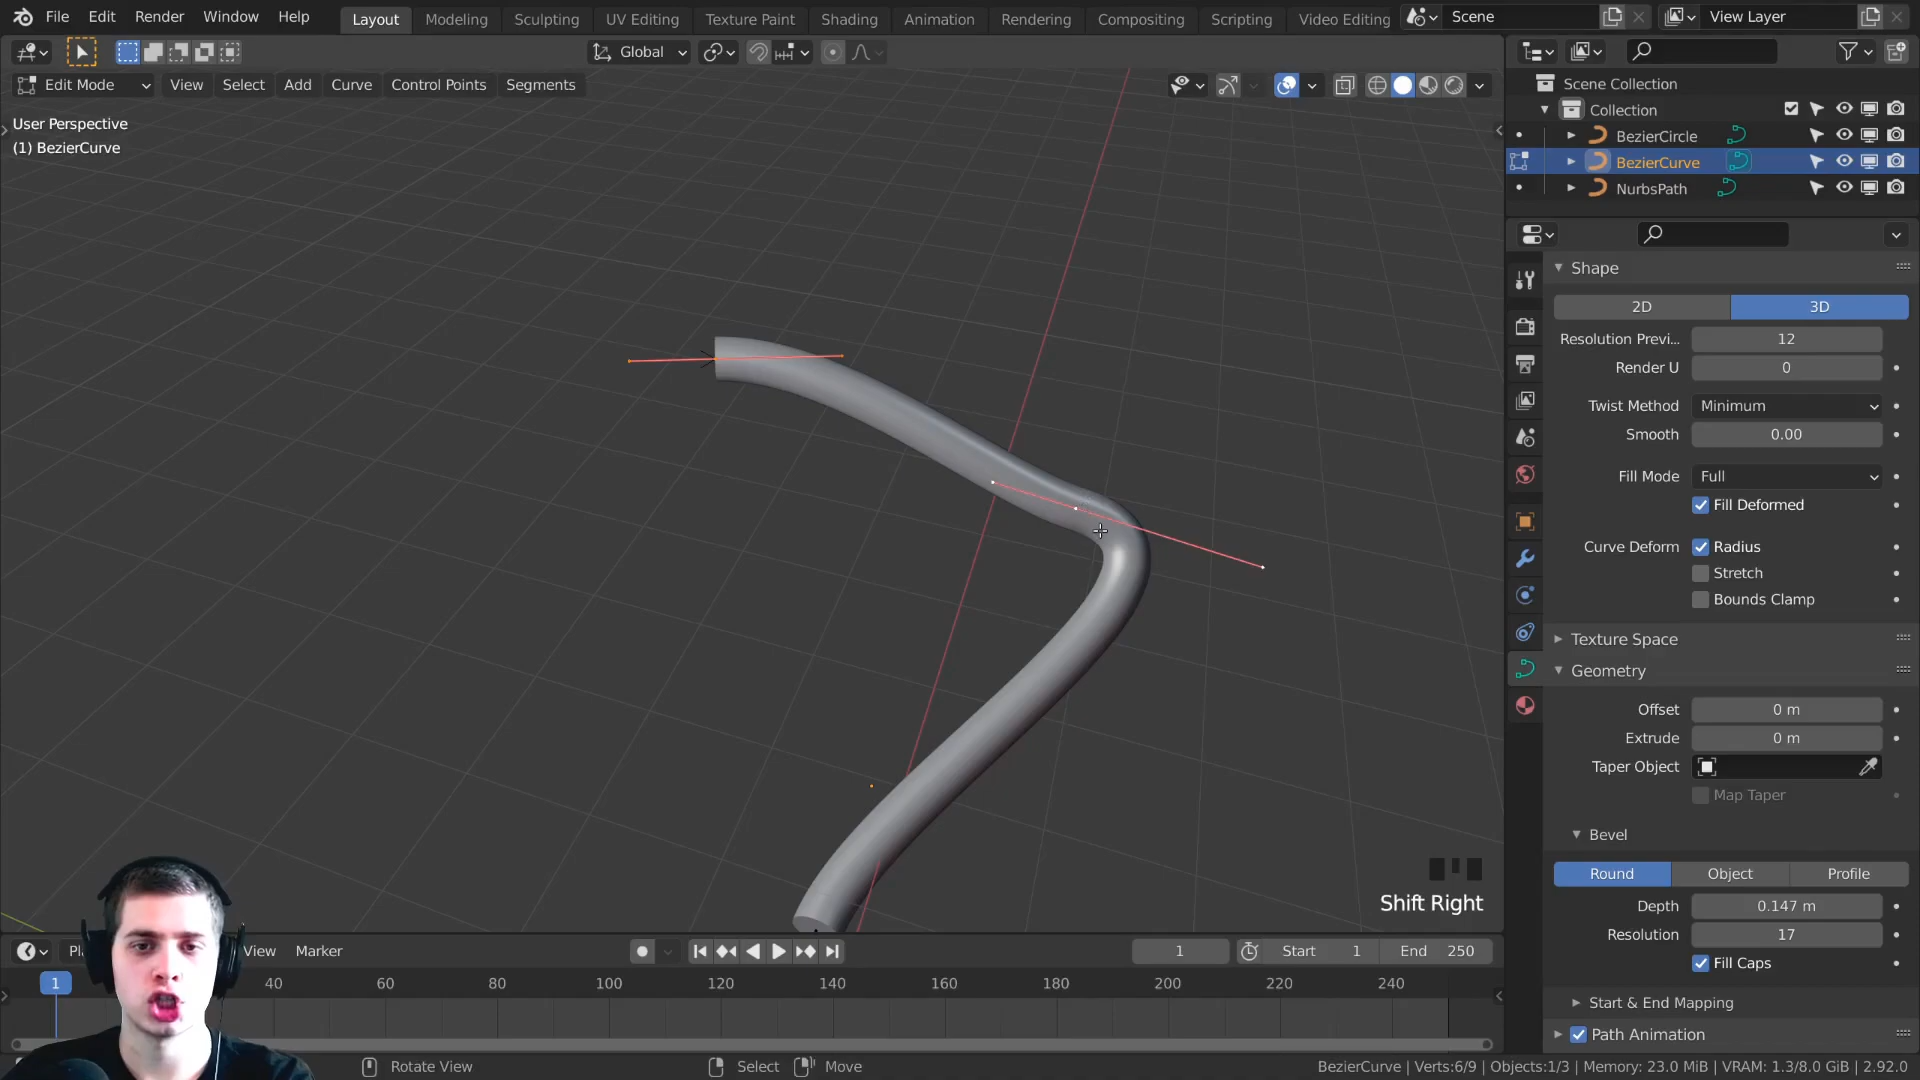 File Edit Render Window Help Layout Modeling Sculpting UV Editing Texture Paint Shading Animation Rendering Compositing Scripting Video Editing Scene View Layer
Global
Edit Mode View Select Add Curve Control Points Segments
User Perspective
(1) BezierCurve
Scene Collection
Collection
BezierCircle
BezierCurve
NurbsPath
Shape
2D 3D
Resolution Previ... 12
Render U 0
Twist Method Minimum
Smooth 0.00
Fill Mode Full
Fill Deformed
Curve Deform Radius
Stretch
Bounds Clamp
Texture Space
Geometry
Offset 0 m
Extrude 0 m
Taper Object
Map Taper
Bevel
Round Object Profile
Depth 0.147 m
Resolution 17
Fill Caps
Start & End Mapping
Path Animation
Shift Right
View Marker 1 Start 1 End 250
1 40 60 80 100 120 140 160 180 200 220 240
Rotate View Select Move BezierCurve | Verts:6/9 | Objects:1/3 | Memory: 23.0 MiB | VRAM: 1.3/8.0 GiB | 2.92.0